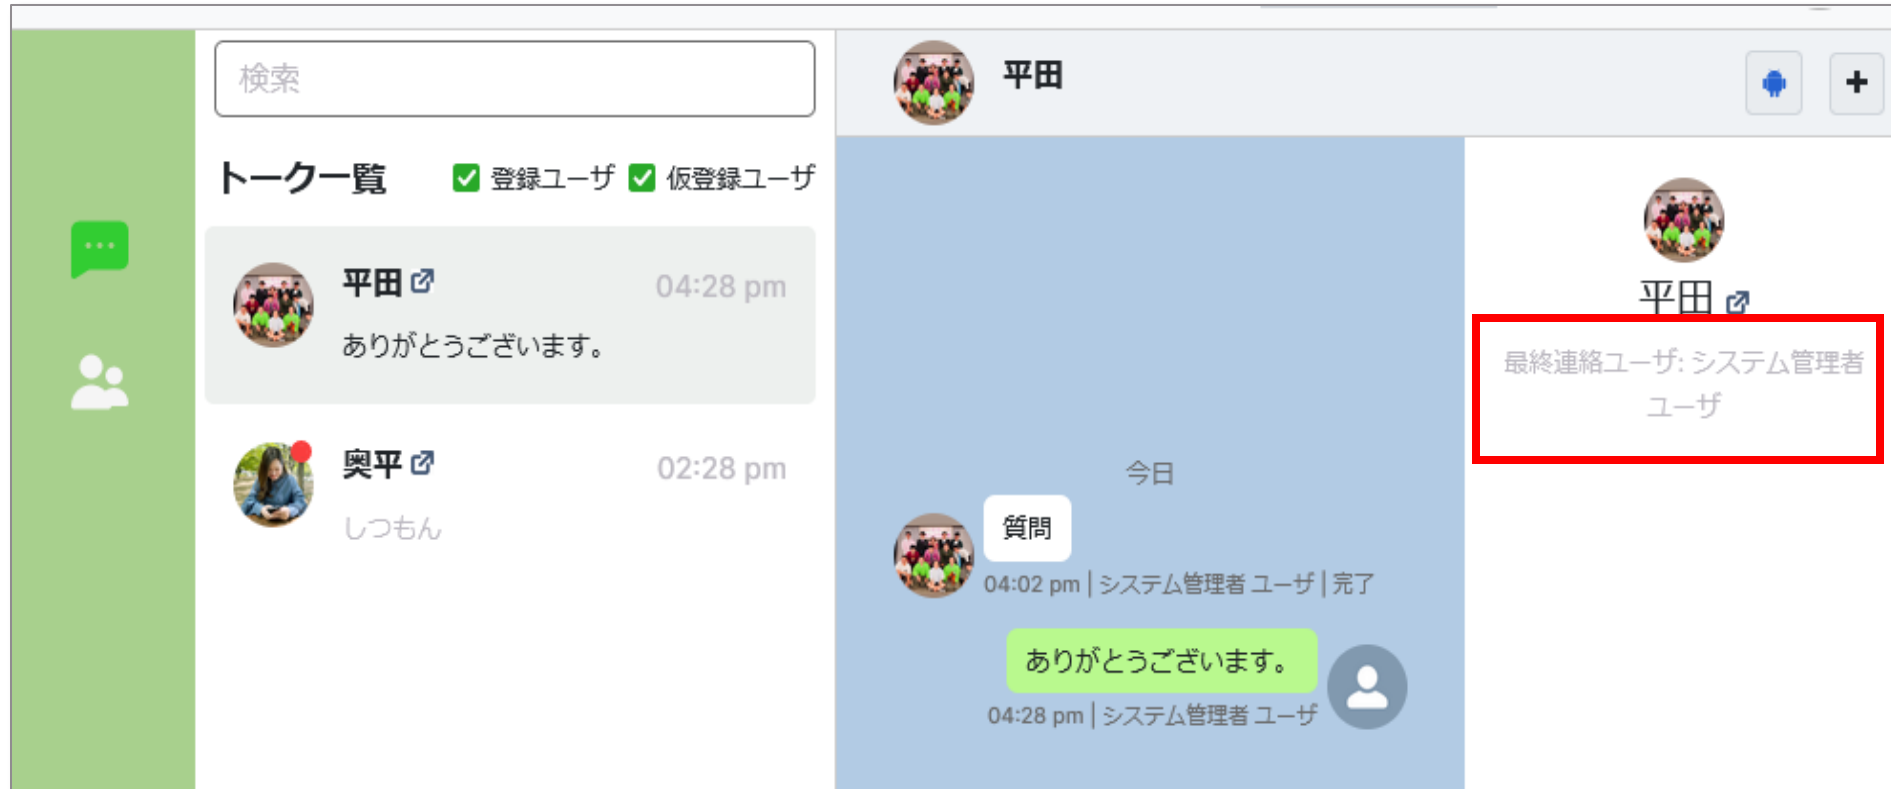 検索
トーク一覧
登録ユーザ 仮登録ユーザ
平田 04:28 pm
ありがとうございます。
奥平 02:28 pm
しつもん
平田
今日
質問
04:02 pm | システム管理者 ユーザ | 完了
ありがとうございます。
04:28 pm | システム管理者 ユーザ
平田
最終連絡ユーザ: システム管理者
ユーザ